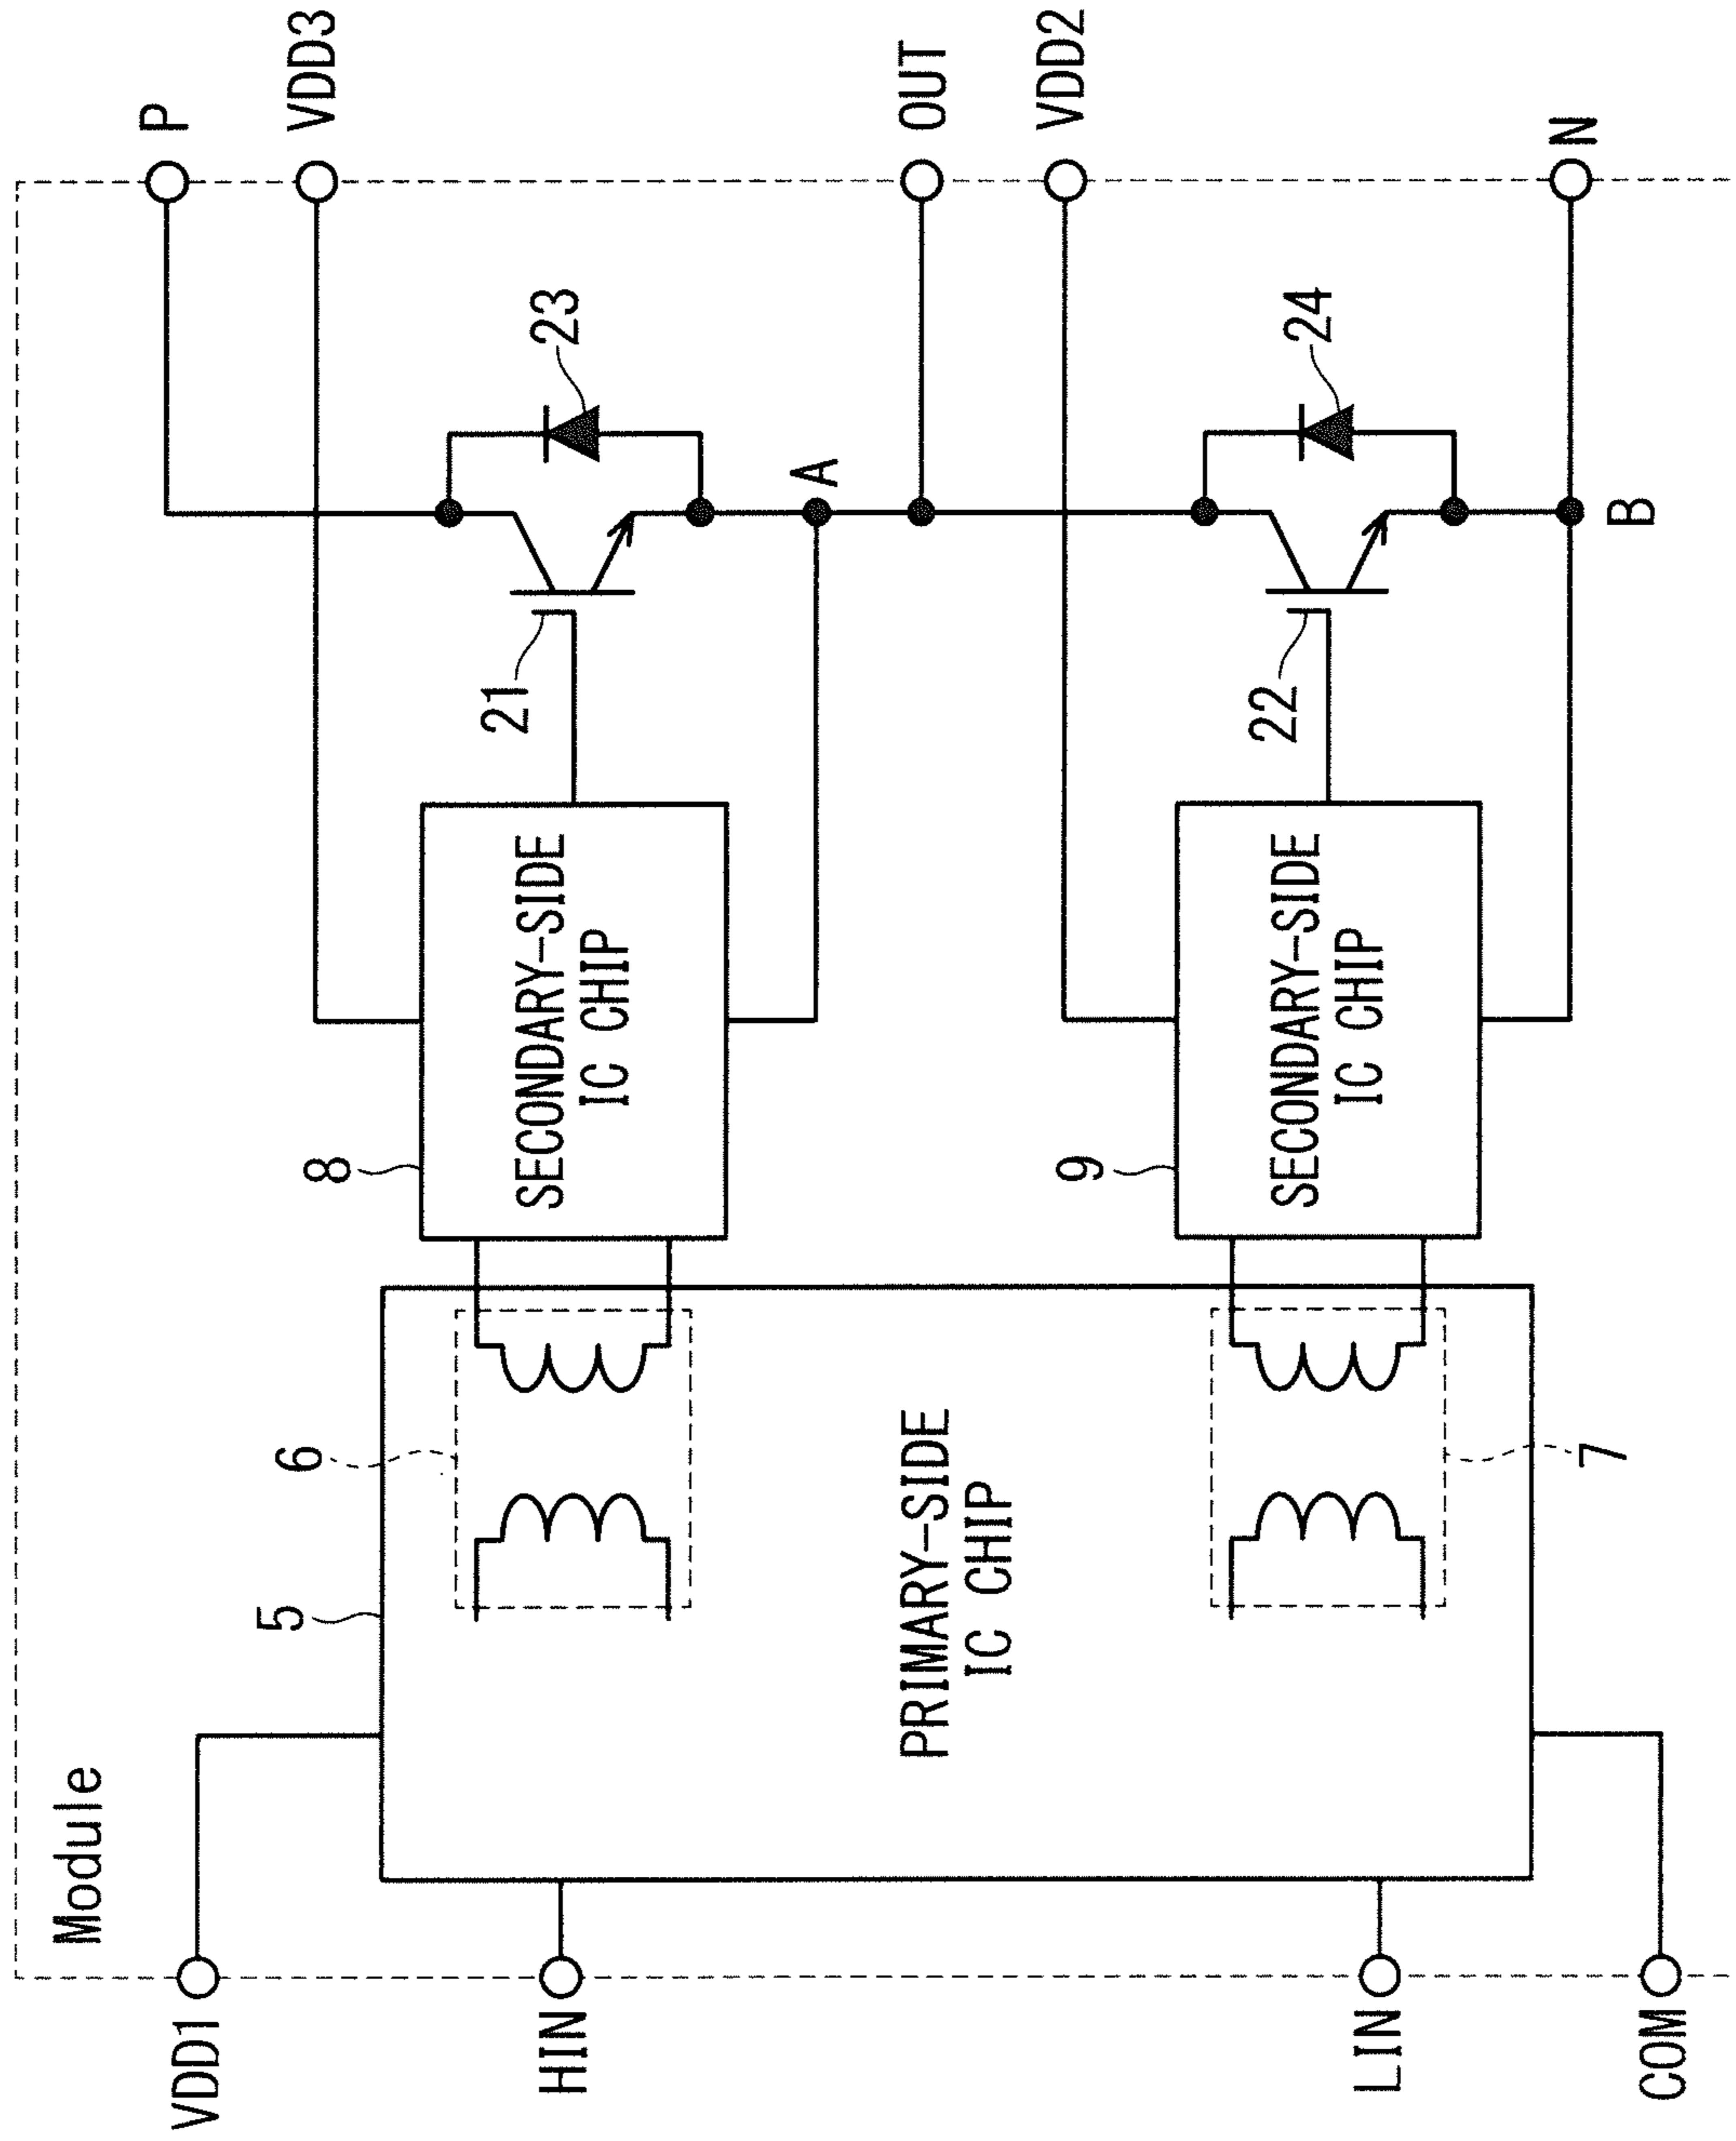 Module
VDD1
HIN
LIN
COM
5
PRIMARY-SIDE
IC CHIP
6
7
8
SECONDARY-SIDE
IC CHIP
9
SECONDARY-SIDE
IC CHIP
21
22
23
24
A
B
P
VDD3
OUT
VDD2
N